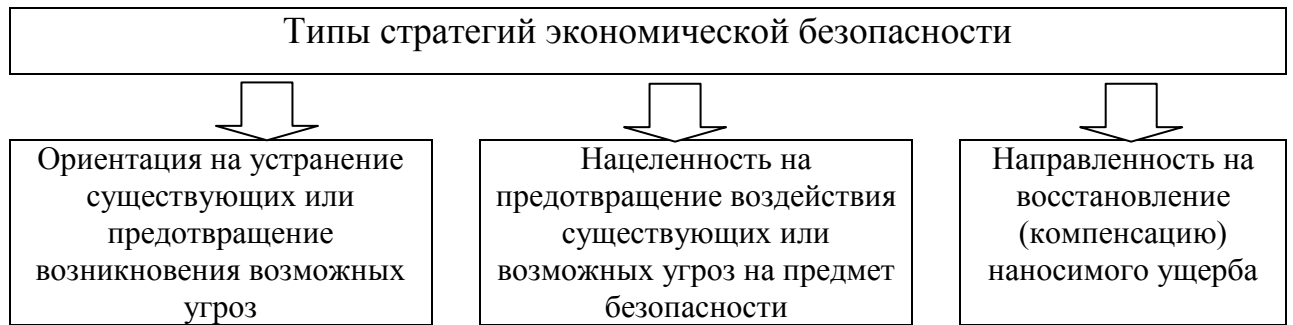 Типы стратегий экономической безопасности
Ориентация на устранение
существующих или
предотвращение
возникновения возможных
угроз
Нацеленность на
предотвращение воздействия
существующих или
возможных угроз на предмет
безопасности
Направленность на
восстановление
(компенсацию)
наносимого ущерба